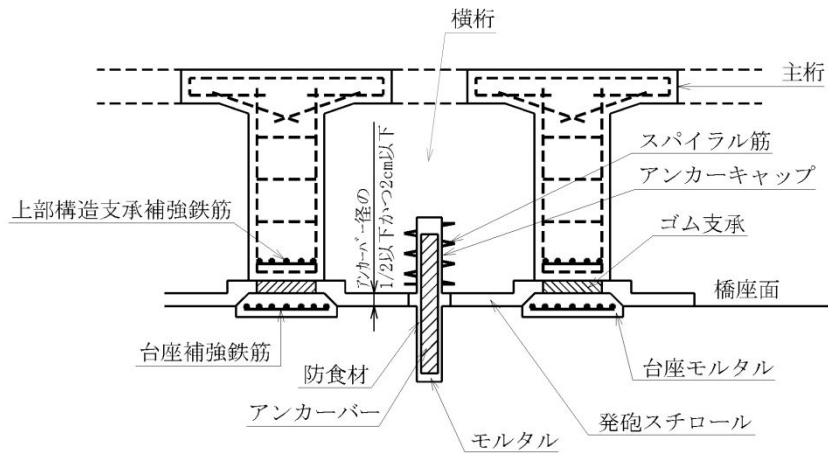 横桁
主桁
スパイラル筋
アンカーキャップ
上部構造支承補強鉄筋
アンカーバー径の
1/2以下かつ2cm以下
ゴム支承
橋座面
台座補強鉄筋
防食材
アンカーバー
モルタル
台座モルタル
発砲スチロール